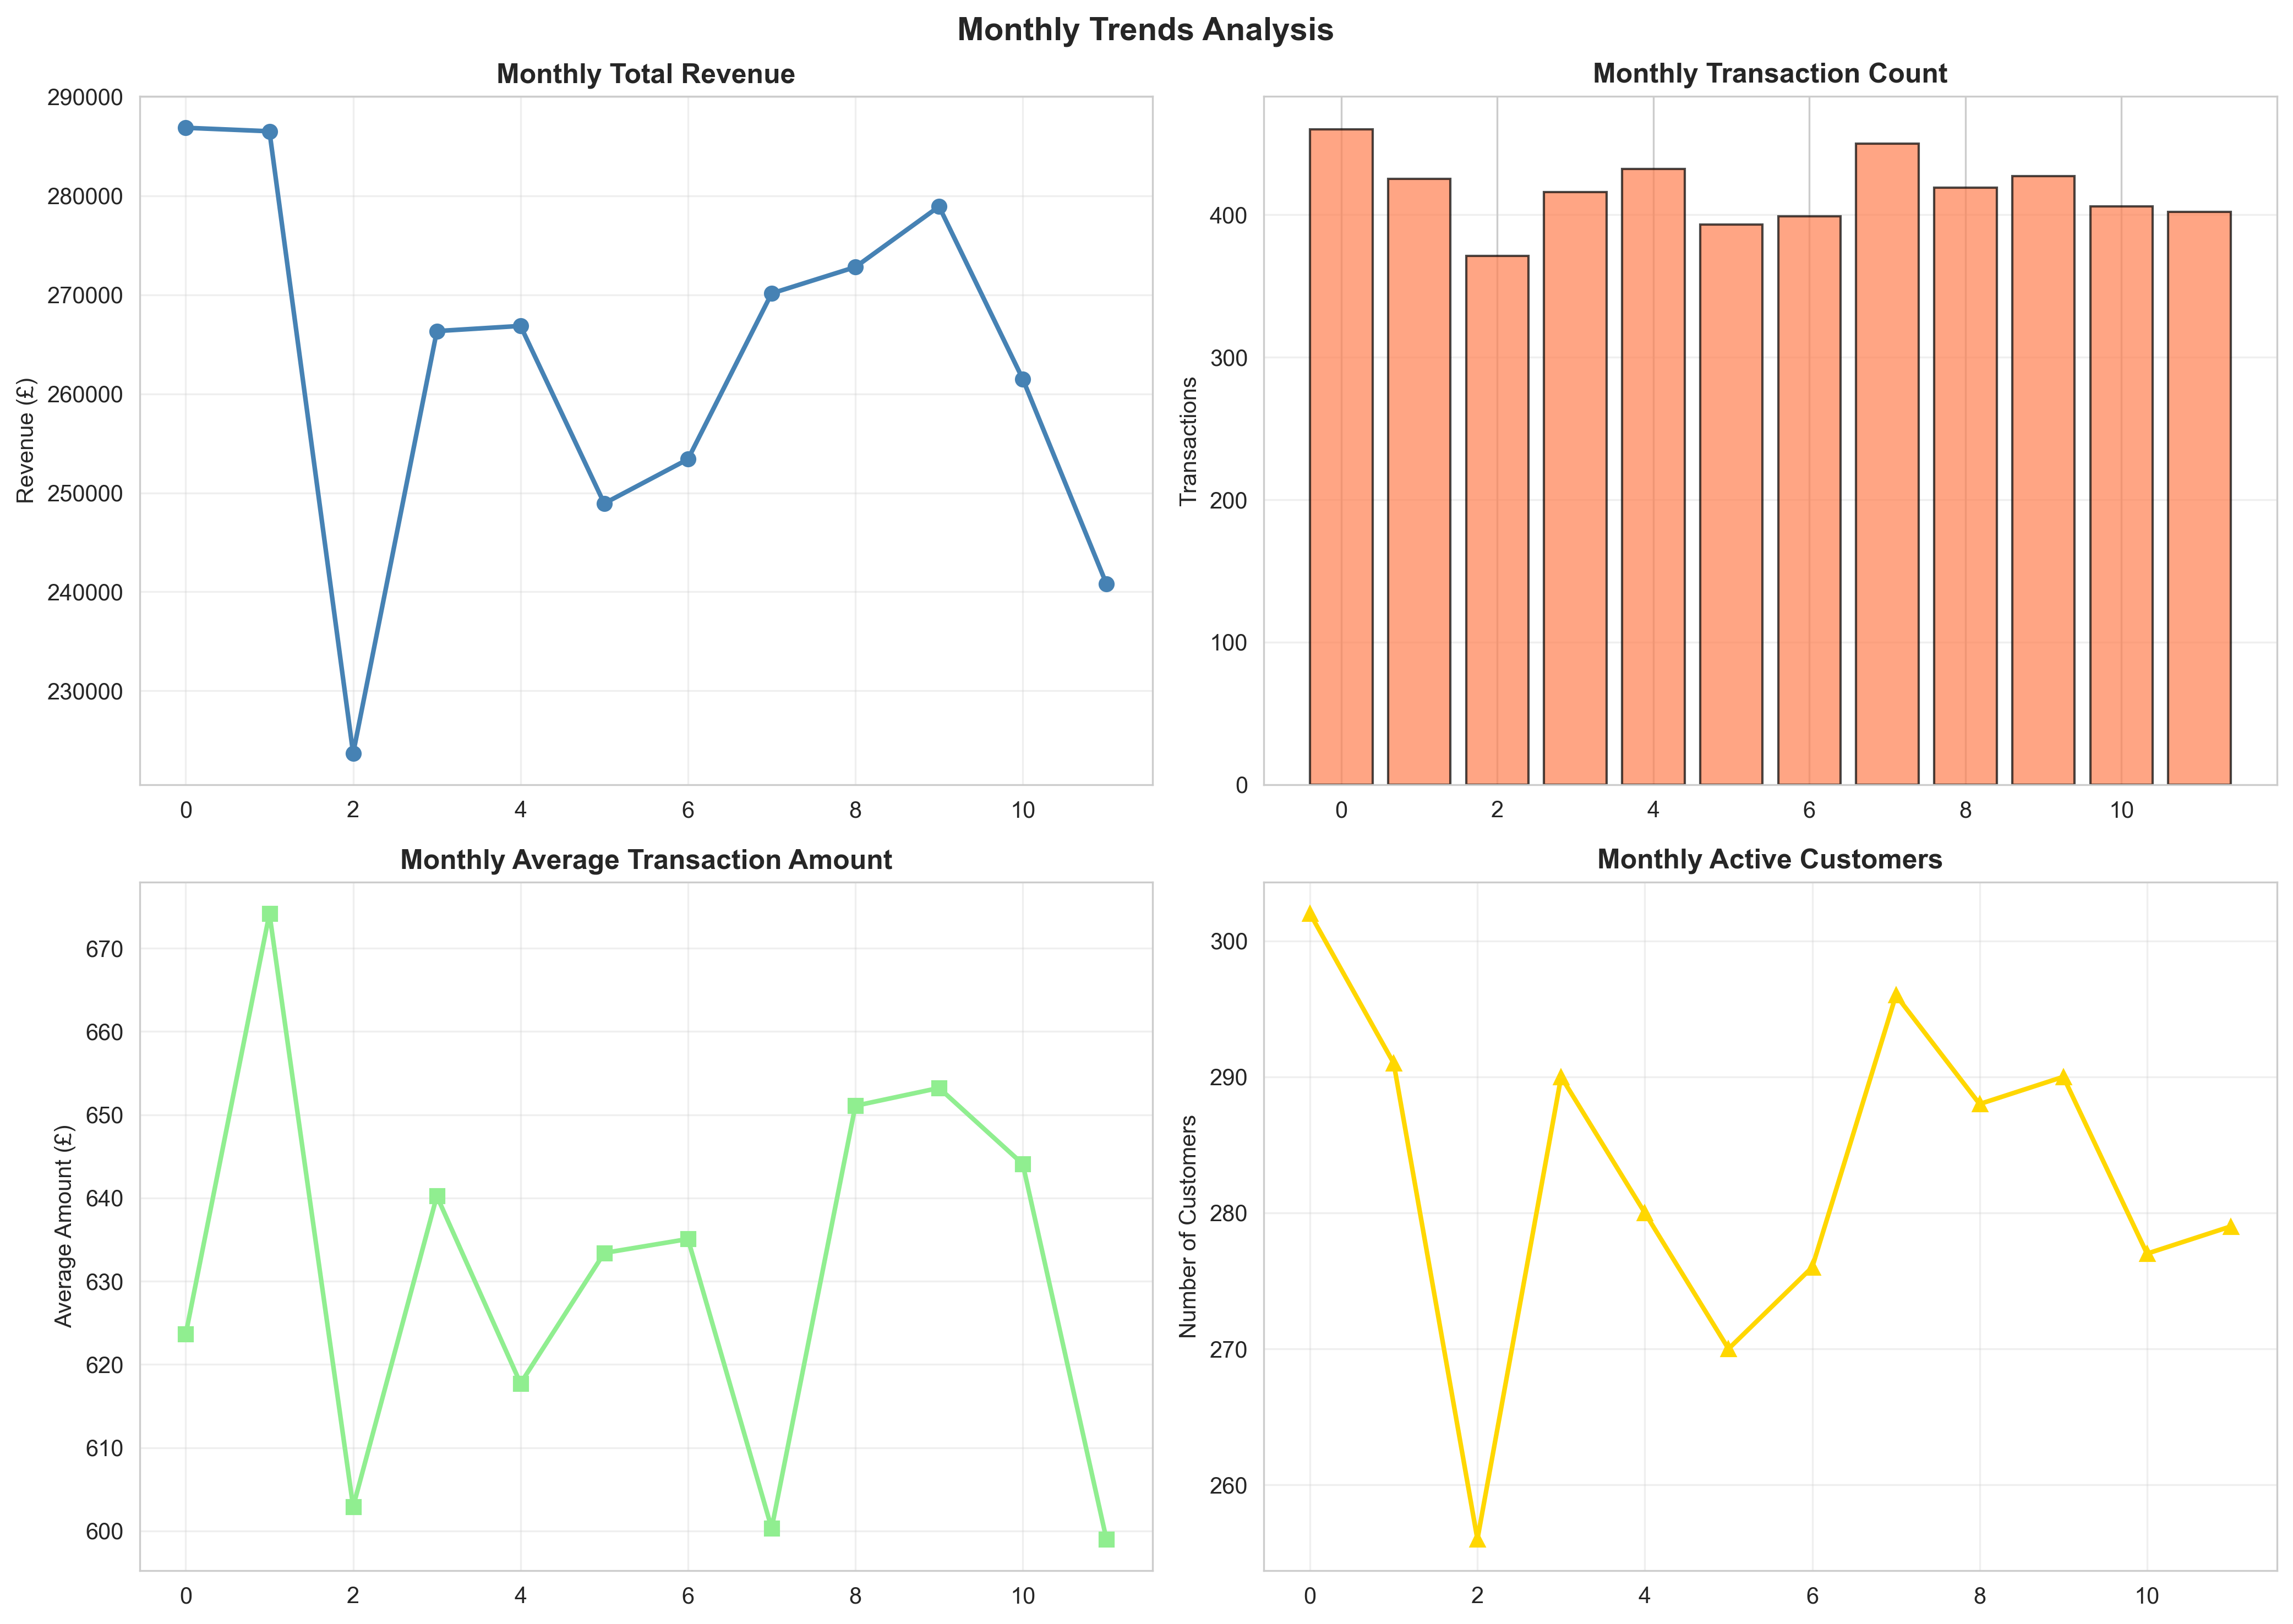 Monthly Trends Analysis
Monthly Total Revenue
290000
280000
270000
260000
250000
240000
230000
Revenue (£)
0 2 4 6 8 10
Monthly Transaction Count
400
300
200
100
0
Transactions
0 2 4 6 8 10
Monthly Average Transaction Amount
670
660
650
640
630
620
610
600
Average Amount (£)
0 2 4 6 8 10
Monthly Active Customers
300
290
280
270
260
Number of Customers
0 2 4 6 8 10